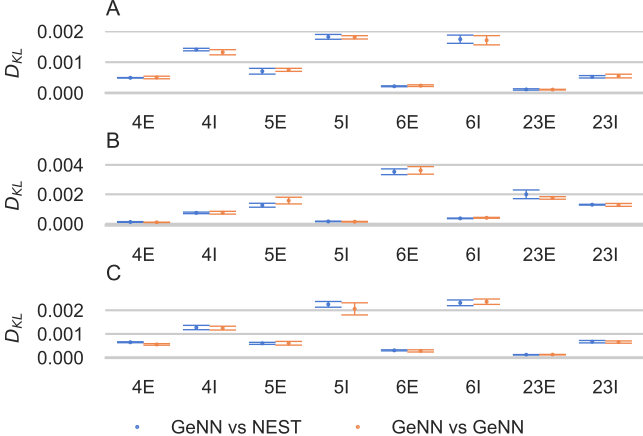 A
D_KL
0.002
0.001
0.000
4E 4I 5E 5I 6E 6I 23E 23I
B
D_KL
0.004
0.002
0.000
4E 4I 5E 5I 6E 6I 23E 23I
C
D_KL
0.002
0.001
0.000
4E 4I 5E 5I 6E 6I 23E 23I
GeNN vs NEST GeNN vs GeNN